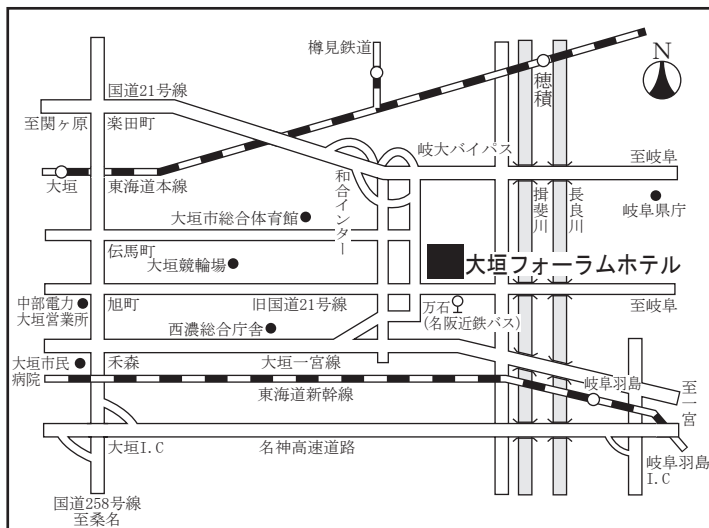 樽見鉄道
N
国道21号線
穂積
至関ヶ原
楽田町
岐大バイパス
至岐阜
大垣
東海道本線
和合インター
揖斐川
長良川
岐阜県庁
大垣市総合体育館
伝馬町
大垣競輪場
大垣フォーラムホテル
中部電力
大垣営業所
旭町
旧国道21号線
万石
(名阪近鉄バス)
至岐阜
西濃総合庁舎
大垣市民
病院
禾森
大垣一宮線
岐阜羽島
至一宮
東海道新幹線
大垣I.C
名神高速道路
岐阜羽島
I.C
国道258号線
至桑名